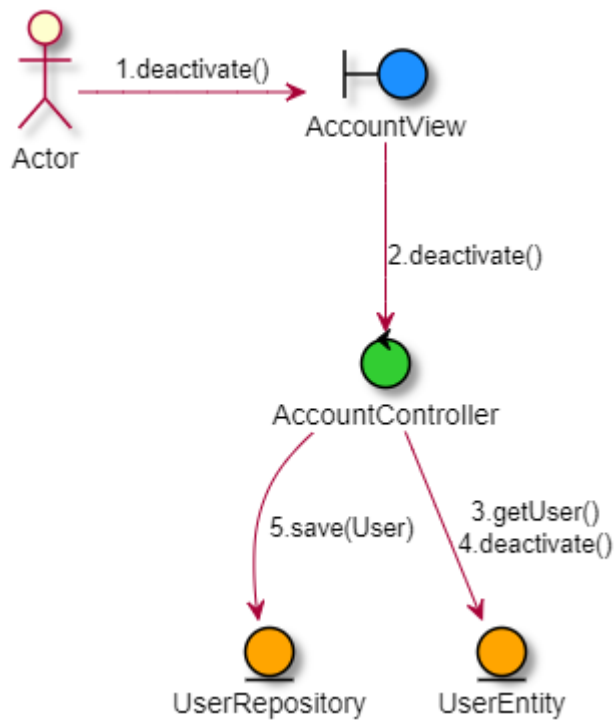 1.deactivate()
Actor
AccountView
2.deactivate()
AccountController
5.save(User)
3.getUser()
4.deactivate()
UserRepository
UserEntity